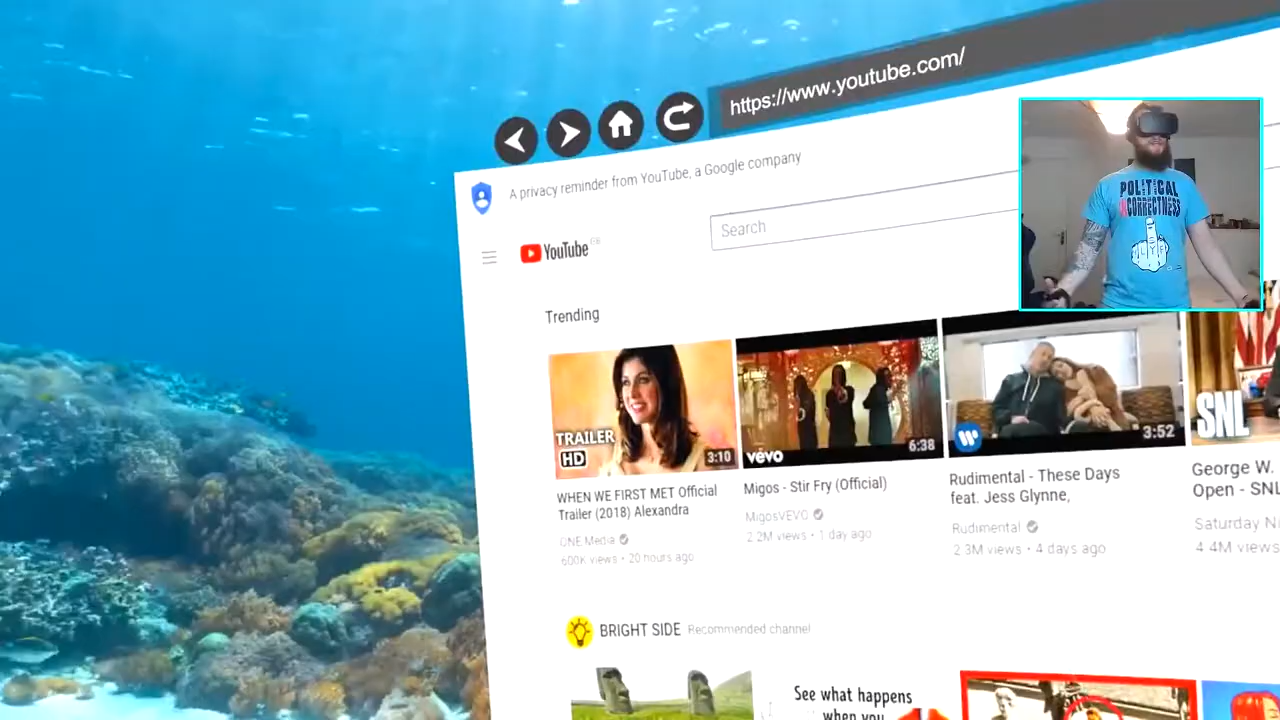 https://www.youtube.com/
A privacy reminder from YouTube, a Google company
YouTube GB
Search
POLITICAL
INCORRECTNESS
Trending
TRAILER
HD
3:10
vevo
6:38
3:52
SNL
WHEN WE FIRST MET Official
Trailer (2018) Alexandra
ONE Media
600K views • 20 hours ago
Migos - Stir Fry (Official)
MigosVEVO
2.2M views • 1 day ago
Rudimental - These Days
feat. Jess Glynne,
Rudimental
2.3M views • 4 days ago
George W.
Open - SNL
Saturday Ni
4.4M views
BRIGHT SIDE Recommended channel
See what happens
when you